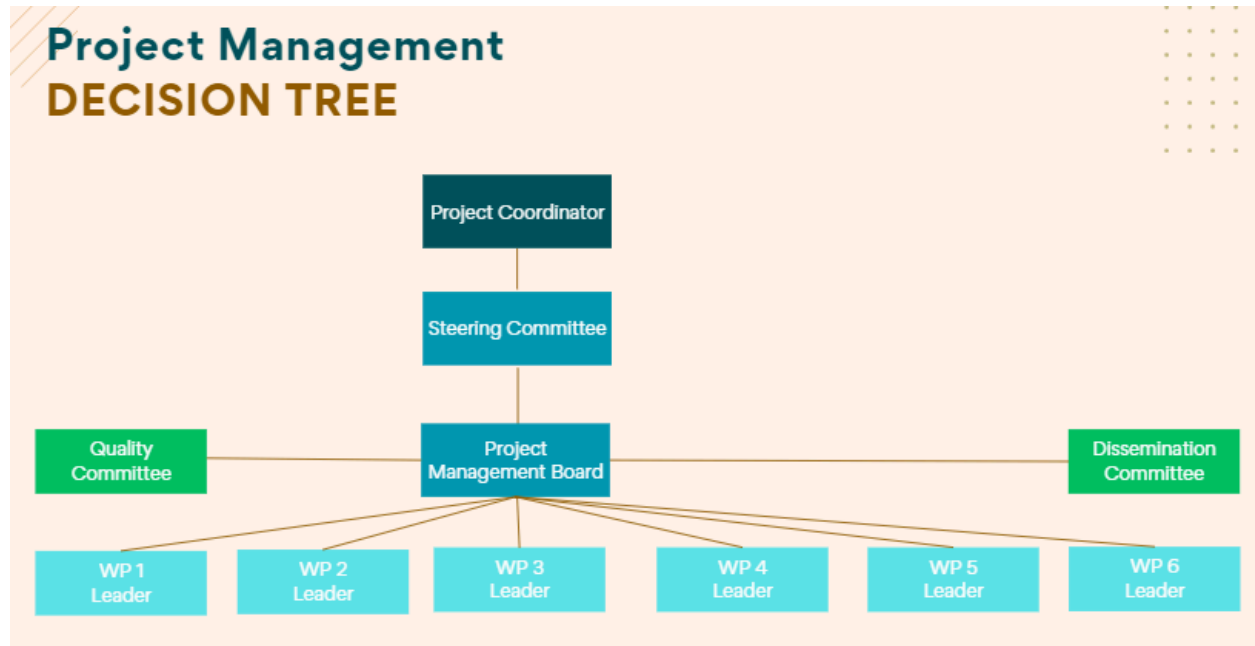 Project Management
DECISION TREE
Project Coordinator
Steering Committee
Quality
Committee
Project
Management Board
Dissemination
Committee
WP 1
Leader
WP 2
Leader
WP 3
Leader
WP 4
Leader
WP 5
Leader
WP 6
Leader